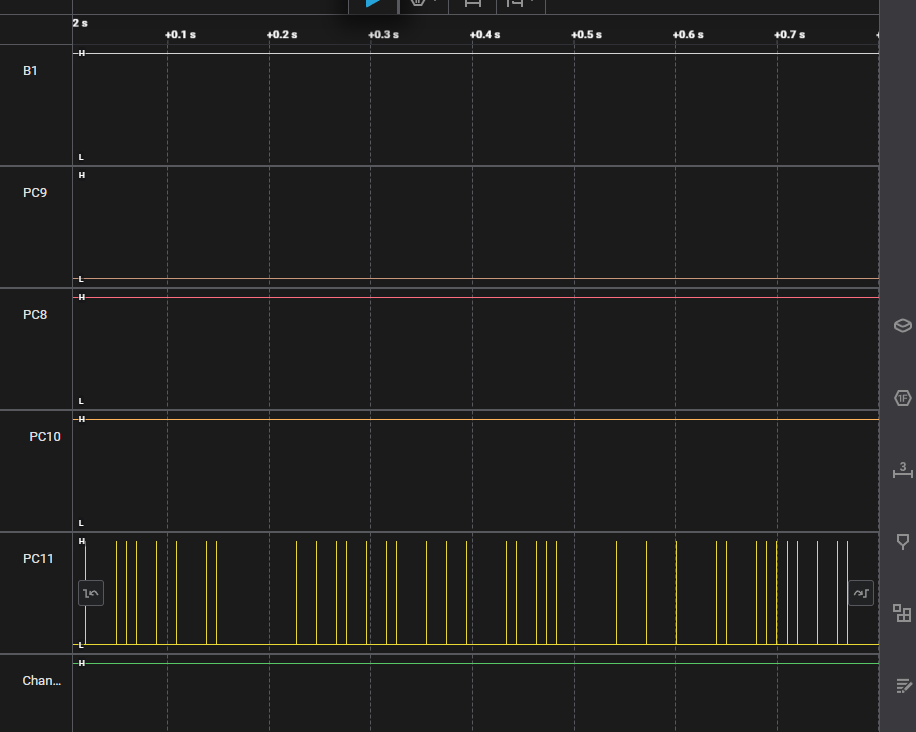 2 s
+0.1 s +0.2 s +0.3 s +0.4 s +0.5 s +0.6 s +0.7 s
H
B1
L
H
PC9
L
H
PC8
L
H
PC10
L
H
PC11
L
H
Chan...
1F
3